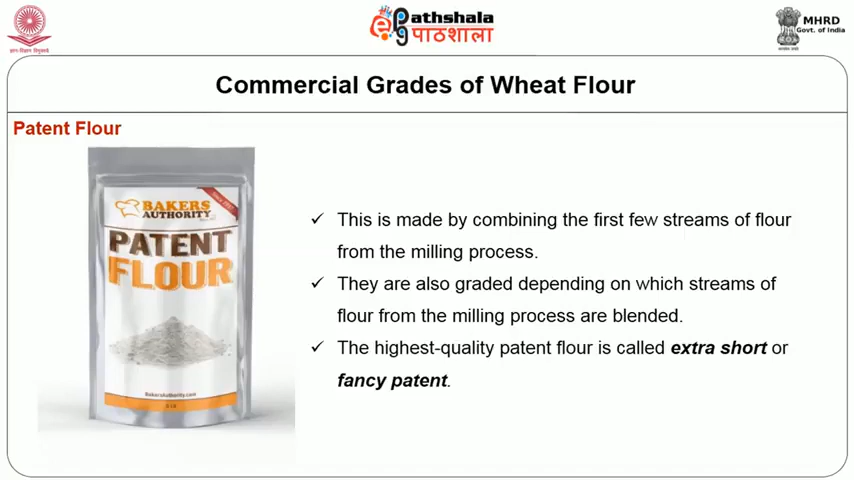 ePathshala
पाठशाला
MHRD
Govt. of India
Commercial Grades of Wheat Flour
Patent Flour
BAKERS
AUTHORITY
PATENT
FLOUR
BakersAuthority.com
✓ This is made by combining the first few streams of flour
from the milling process.
✓ They are also graded depending on which streams of
flour from the milling process are blended.
✓ The highest-quality patent flour is called extra short or
fancy patent.